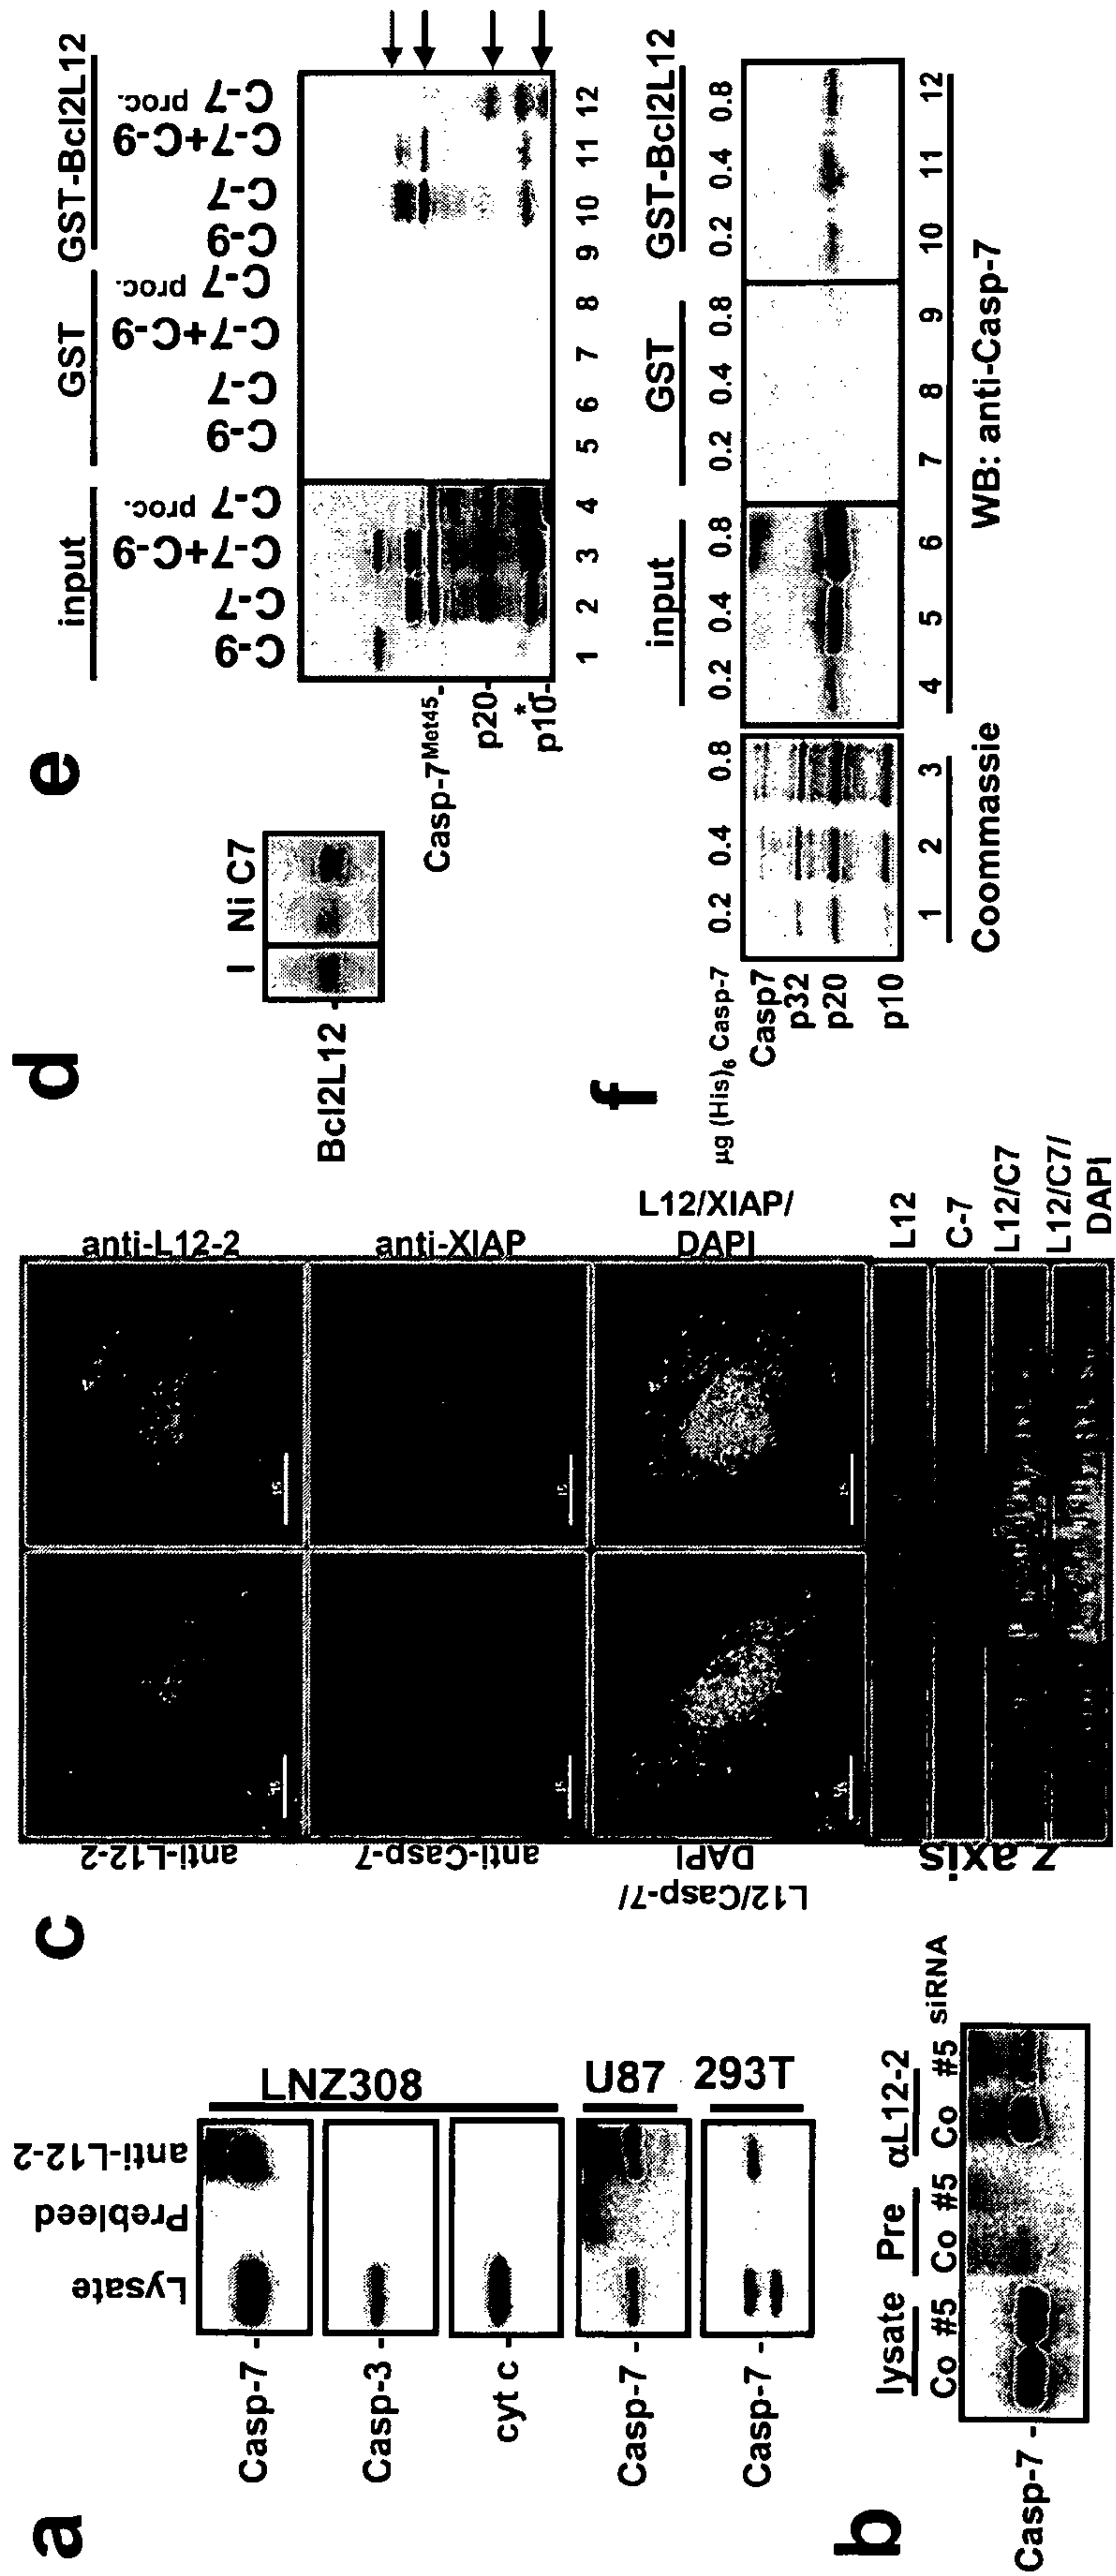 a
Lysate
Prebleed
anti-L12-2
Casp-7 -
Casp-3 -
cyt c -
LNZ308
Casp-7 -
U87
Casp-7 -
293T
b
lysate Pre αL12-2
Co #5 Co #5 Co #5 siRNA
Casp-7 -
c
anti-L12-2
anti-L12-2
anti-Casp-7
anti-XIAP
L12/Casp-7/
DAPI
L12/XIAP/
DAPI
15
15
15
15
15
15
z axis
L12
C-7
L12/C7
L12/C7/
DAPI
d
I Ni C7
Bcl2L12 -
e
input GST GST-Bcl2L12
C-9
C-7
C-7+C-9
C-7 proc.
C-9
C-7
C-7+C-9
C-7 proc.
C-9
C-7
C-7+C-9
C-7 proc.
Casp-7Met45-
p20-
*
p10-
1 2 3 4 5 6 7 8 9 10 11 12
f
input GST GST-Bcl2L12
µg (His)6 Casp-7 0.2 0.4 0.8 0.2 0.4 0.8 0.2 0.4 0.8 0.2 0.4 0.8
Casp7
p32
p20
p10
1 2 3 4 5 6 7 8 9 10 11 12
Coommassie WB: anti-Casp-7